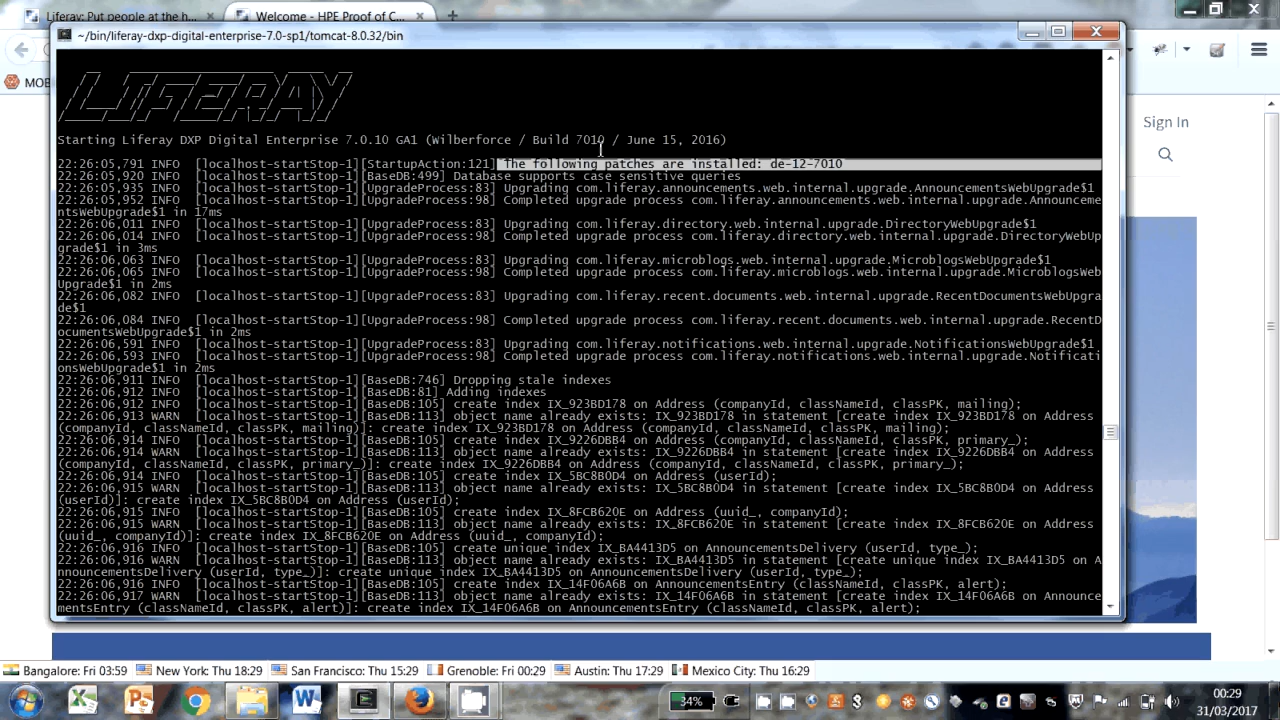 Liferay: Put people at the h...
Welcome - HPE Proof of C...
~/bin/liferay-dxp-digital-enterprise-7.0-sp1/tomcat-8.0.32/bin
MOB
Sign In
LIFERAY
Starting Liferay DXP Digital Enterprise 7.0.10 GA1 (Wilberforce / Build 7010 / June 15, 2016)
22:26:05,791 INFO [localhost-startStop-1][StartupAction:121] The following patches are installed: de-12-7010
22:26:05,920 INFO [localhost-startStop-1][BaseDB:499] Database supports case sensitive queries
22:26:05,935 INFO [localhost-startStop-1][UpgradeProcess:83] Upgrading com.liferay.announcements.web.internal.upgrade.AnnouncementsWebUpgrade$1
22:26:05,952 INFO [localhost-startStop-1][UpgradeProcess:98] Completed upgrade process com.liferay.announcements.web.internal.upgrade.Announceme
ntsWebUpgrade$1 in 17ms
22:26:06,011 INFO [localhost-startStop-1][UpgradeProcess:83] Upgrading com.liferay.directory.web.internal.upgrade.DirectoryWebUpgrade$1
22:26:06,014 INFO [localhost-startStop-1][UpgradeProcess:98] Completed upgrade process com.liferay.directory.web.internal.upgrade.DirectoryWebUp
grade$1 in 3ms
22:26:06,063 INFO [localhost-startStop-1][UpgradeProcess:83] Upgrading com.liferay.microblogs.web.internal.upgrade.MicroblogsWebUpgrade$1
22:26:06,065 INFO [localhost-startStop-1][UpgradeProcess:98] Completed upgrade process com.liferay.microblogs.web.internal.upgrade.MicroblogsWeb
Upgrade$1 in 2ms
22:26:06,082 INFO [localhost-startStop-1][UpgradeProcess:83] Upgrading com.liferay.recent.documents.web.internal.upgrade.RecentDocumentsWebUpgra
de$1
22:26:06,084 INFO [localhost-startStop-1][UpgradeProcess:98] Completed upgrade process com.liferay.recent.documents.web.internal.upgrade.RecentD
ocumentsWebUpgrade$1 in 2ms
22:26:06,591 INFO [localhost-startStop-1][UpgradeProcess:83] Upgrading com.liferay.notifications.web.internal.upgrade.NotificationsWebUpgrade$1
22:26:06,593 INFO [localhost-startStop-1][UpgradeProcess:98] Completed upgrade process com.liferay.notifications.web.internal.upgrade.Notificati
onsWebUpgrade$1 in 2ms
22:26:06,911 INFO [localhost-startStop-1][BaseDB:746] Dropping stale indexes
22:26:06,912 INFO [localhost-startStop-1][BaseDB:81] Adding indexes
22:26:06,912 INFO [localhost-startStop-1][BaseDB:105] create index IX_923BD178 on Address (companyId, classNameId, classPK, mailing);
22:26:06,913 WARN [localhost-startStop-1][BaseDB:113] object name already exists: IX_923BD178 in statement [create index IX_923BD178 on Address
(companyId, classNameId, classPK, mailing)]: create index IX_923BD178 on Address (companyId, classNameId, classPK, mailing);
22:26:06,914 INFO [localhost-startStop-1][BaseDB:105] create index IX_9226DBB4 on Address (companyId, classNameId, classPK, primary_);
22:26:06,914 WARN [localhost-startStop-1][BaseDB:113] object name already exists: IX_9226DBB4 in statement [create index IX_9226DBB4 on Address
(companyId, classNameId, classPK, primary_)]: create index IX_9226DBB4 on Address (companyId, classNameId, classPK, primary_);
22:26:06,914 INFO [localhost-startStop-1][BaseDB:105] create index IX_5BC8B0D4 on Address (userId);
22:26:06,915 WARN [localhost-startStop-1][BaseDB:113] object name already exists: IX_5BC8B0D4 in statement [create index IX_5BC8B0D4 on Address
(userId)]: create index IX_5BC8B0D4 on Address (userId);
22:26:06,915 INFO [localhost-startStop-1][BaseDB:105] create index IX_8FCB620E on Address (uuid_, companyId);
22:26:06,915 WARN [localhost-startStop-1][BaseDB:113] object name already exists: IX_8FCB620E in statement [create index IX_8FCB620E on Address
(uuid_, companyId)]: create index IX_8FCB620E on Address (uuid_, companyId);
22:26:06,916 INFO [localhost-startStop-1][BaseDB:105] create unique index IX_BA4413D5 on AnnouncementsDelivery (userId, type_);
22:26:06,916 WARN [localhost-startStop-1][BaseDB:113] object name already exists: IX_BA4413D5 in statement [create unique index IX_BA4413D5 on A
nnouncementsDelivery (userId, type_)]: create unique index IX_BA4413D5 on AnnouncementsDelivery (userId, type_);
22:26:06,916 INFO [localhost-startStop-1][BaseDB:105] create index IX_14F06A6B on AnnouncementsEntry (classNameId, classPK, alert);
22:26:06,917 WARN [localhost-startStop-1][BaseDB:113] object name already exists: IX_14F06A6B in statement [create index IX_14F06A6B on Announce
mentsEntry (classNameId, classPK, alert)]: create index IX_14F06A6B on AnnouncementsEntry (classNameId, classPK, alert);
Bangalore: Fri 03:59 New York: Thu 18:29 San Francisco: Thu 15:29 Grenoble: Fri 00:29 Austin: Thu 17:29 Mexico City: Thu 16:29
34%
00:29
31/03/2017